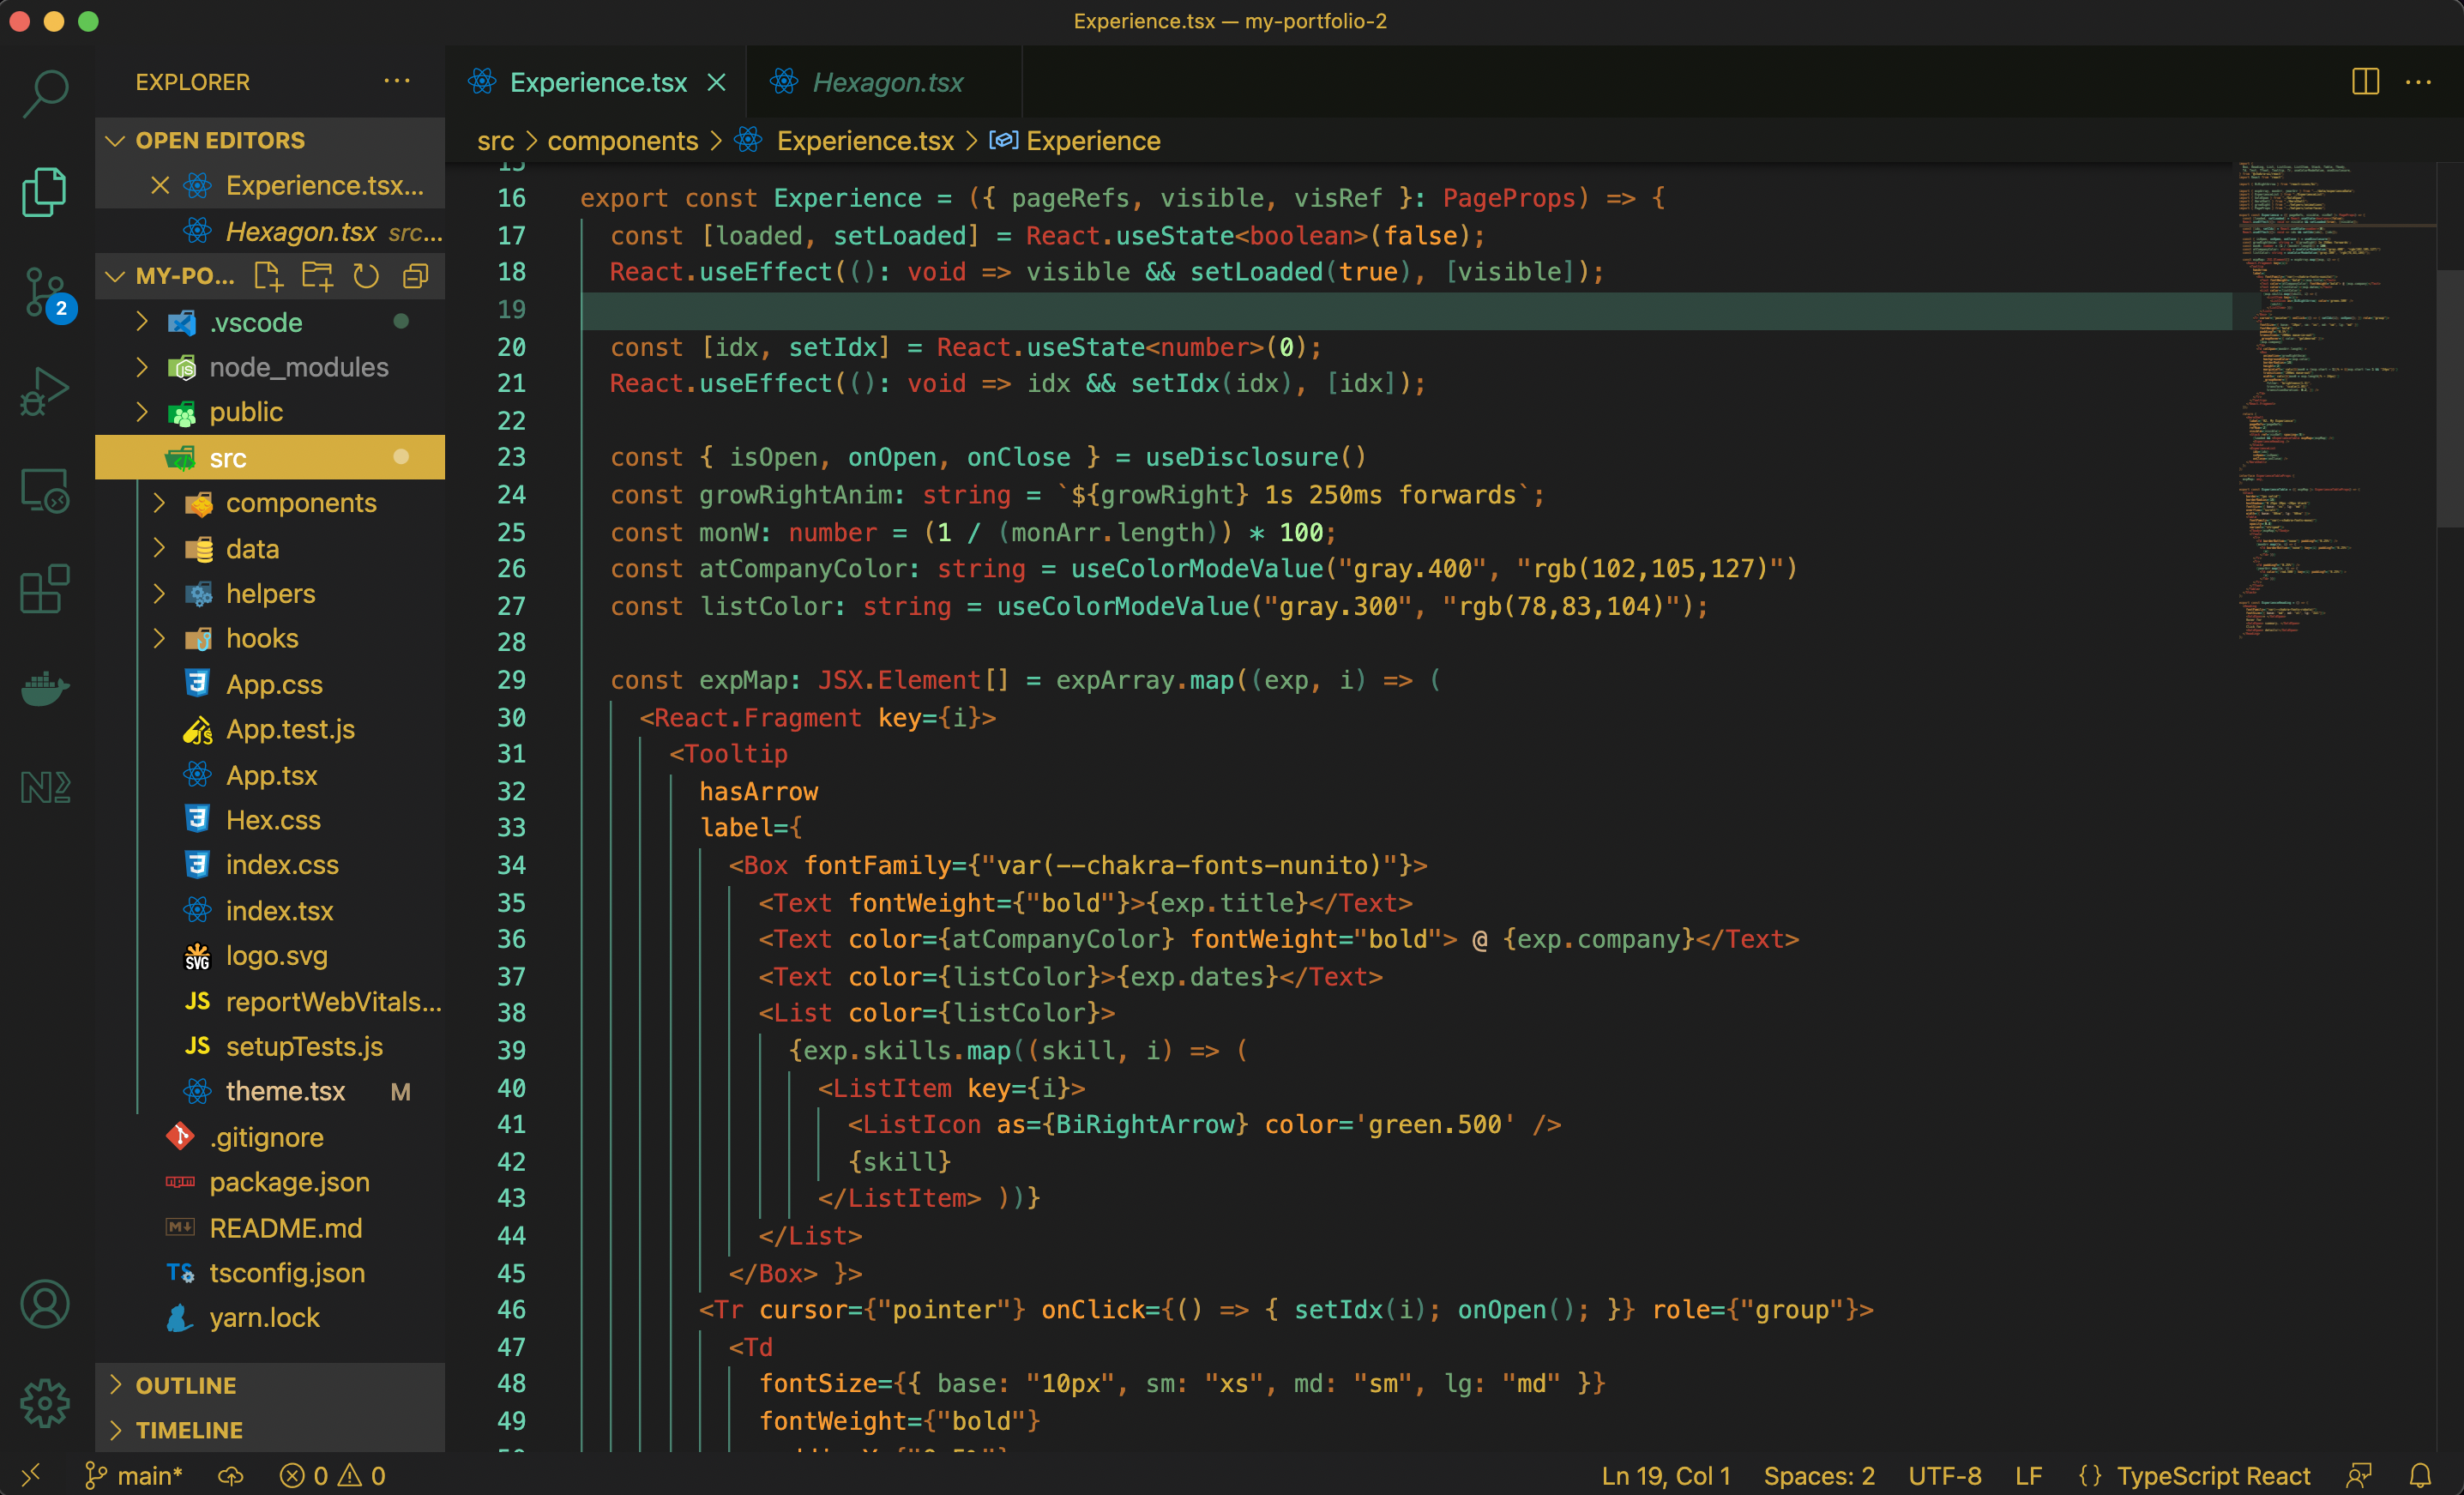 Experience.tsx — my-portfolio-2
EXPLORER
OPEN EDITORS
Experience.tsx...
Hexagon.tsx src...
MY-PO...
.vscode
node_modules
public
src
components
data
helpers
hooks
App.css
App.test.js
App.tsx
Hex.css
index.css
index.tsx
logo.svg
reportWebVitals...
setupTests.js
theme.tsx M
.gitignore
package.json
README.md
tsconfig.json
yarn.lock
OUTLINE
TIMELINE
2
Experience.tsx Hexagon.tsx
src > components > Experience.tsx > Experience
15
16 export const Experience = ({ pageRefs, visible, visRef }: PageProps) => {
17 const [loaded, setLoaded] = React.useState<boolean>(false);
18 React.useEffect((): void => visible && setLoaded(true), [visible]);
19
20 const [idx, setIdx] = React.useState<number>(0);
21 React.useEffect((): void => idx && setIdx(idx), [idx]);
22
23 const { isOpen, onOpen, onClose } = useDisclosure()
24 const growRightAnim: string = `${growRight} 1s 250ms forwards`;
25 const monW: number = (1 / (monArr.length)) * 100;
26 const atCompanyColor: string = useColorModeValue("gray.400", "rgb(102,105,127)")
27 const listColor: string = useColorModeValue("gray.300", "rgb(78,83,104)");
28
29 const expMap: JSX.Element[] = expArray.map((exp, i) => (
30 <React.Fragment key={i}>
31 <Tooltip
32 hasArrow
33 label={
34 <Box fontFamily={"var(--chakra-fonts-nunito)"}>
35 <Text fontWeight={"bold"}>{exp.title}</Text>
36 <Text color={atCompanyColor} fontWeight="bold"> @ {exp.company}</Text>
37 <Text color={listColor}>{exp.dates}</Text>
38 <List color={listColor}>
39 {exp.skills.map((skill, i) => (
40 <ListItem key={i}>
41 <ListIcon as={BiRightArrow} color='green.500' />
42 {skill}
43 </ListItem> ))}
44 </List>
45 </Box> }>
46 <Tr cursor={"pointer"} onClick={() => { setIdx(i); onOpen(); }} role={"group"}>
47 <Td
48 fontSize={{ base: "10px", sm: "xs", md: "sm", lg: "md" }}
49 fontWeight={"bold"}
main* 0 0
Ln 19, Col 1 Spaces: 2 UTF-8 LF {} TypeScript React